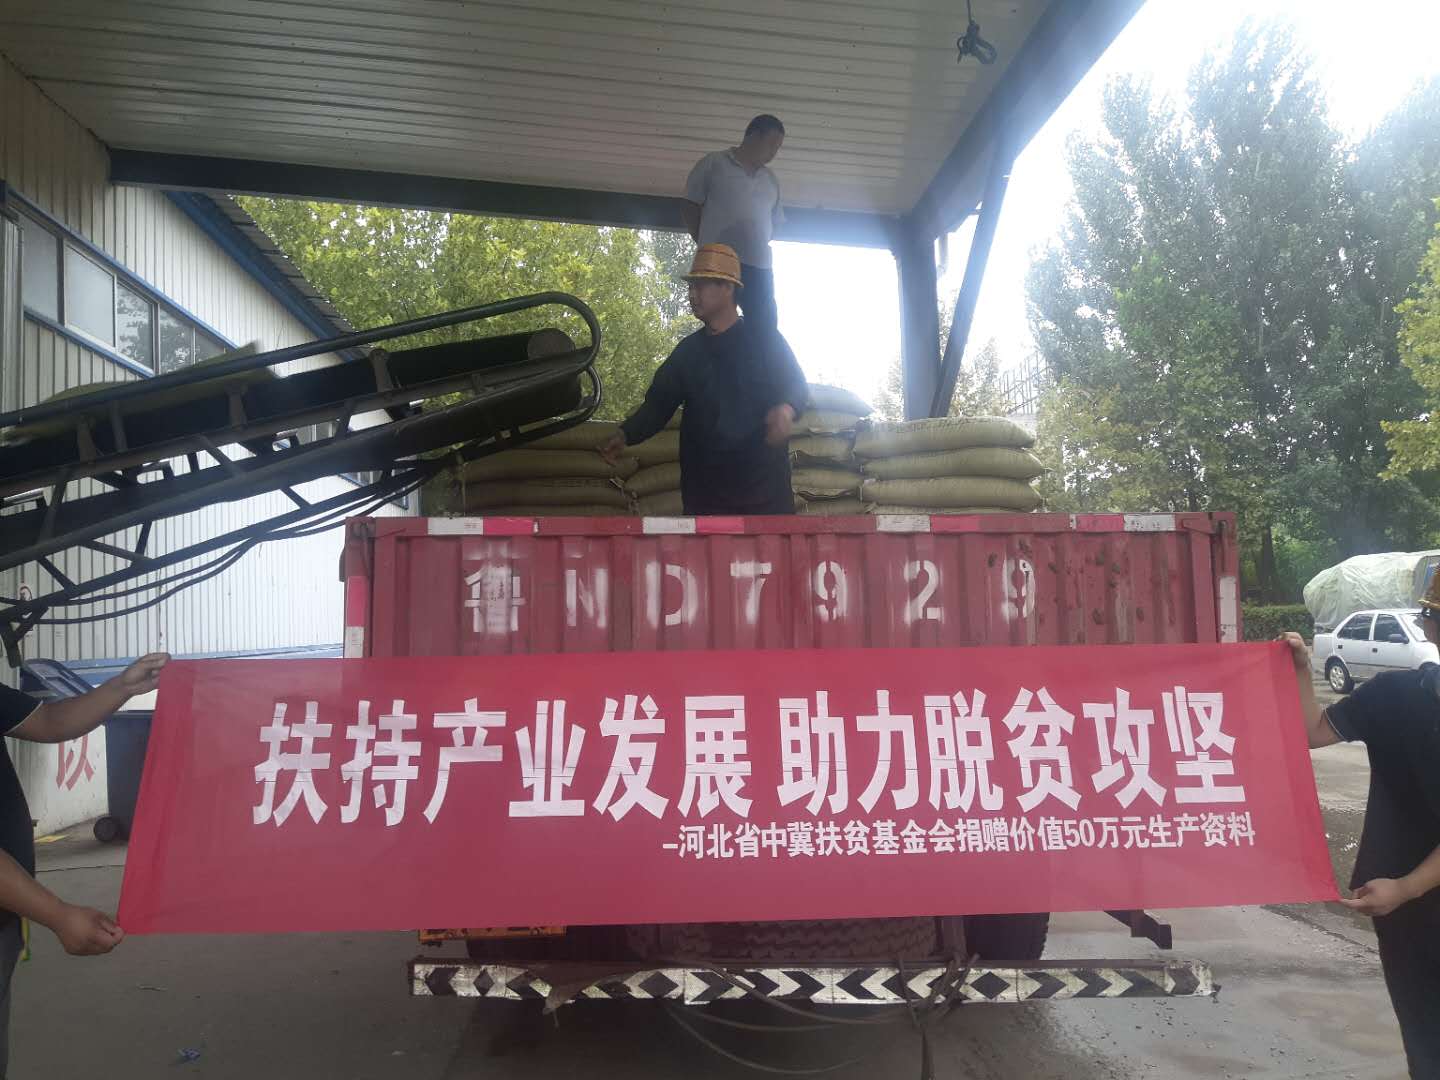 鲁ND7929
扶持产业发展 助力脱贫攻坚
-河北省中冀扶贫基金会捐赠价值50万元生产资料